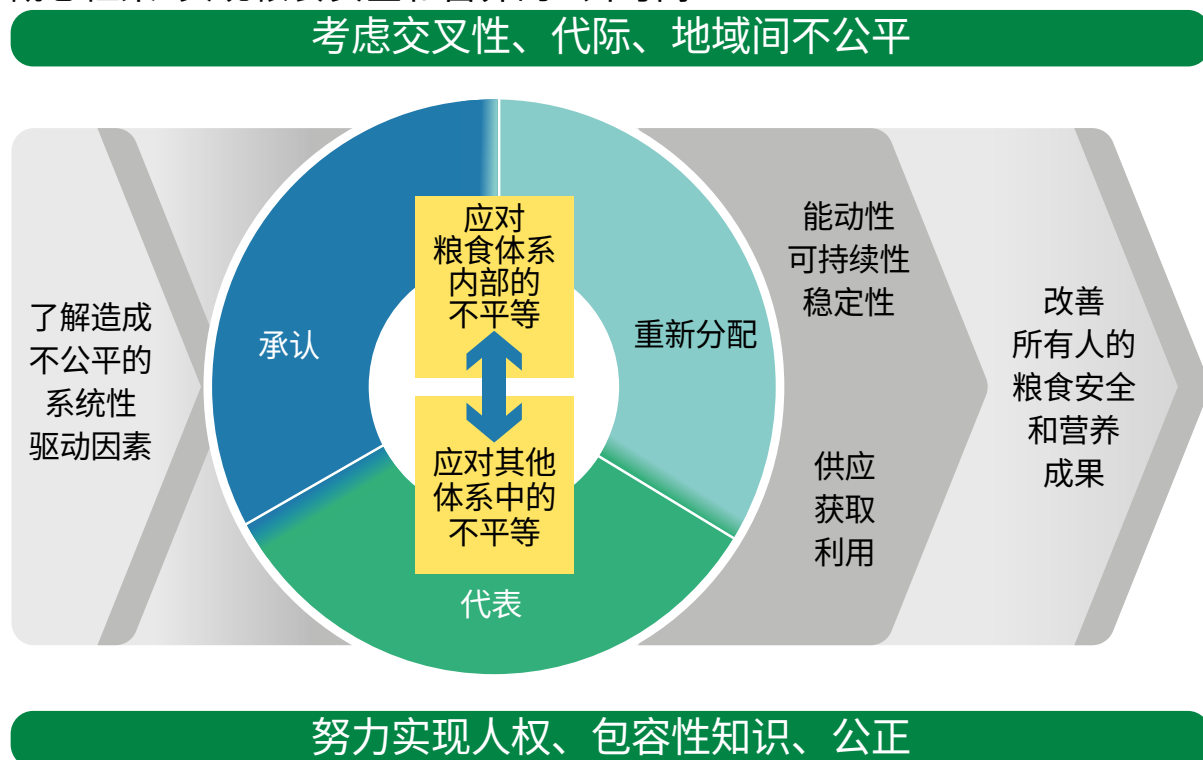 考虑交叉性、代际、地域间不公平
了解造成
不公平的
系统性
驱动因素
承认
应对
粮食体系
内部的
不平等
应对其他
体系中的
不平等
重新分配
代表
能动性
可持续性
稳定性
供应
获取
利用
改善
所有人的
粮食安全
和营养
成果
努力实现人权、包容性知识、公正